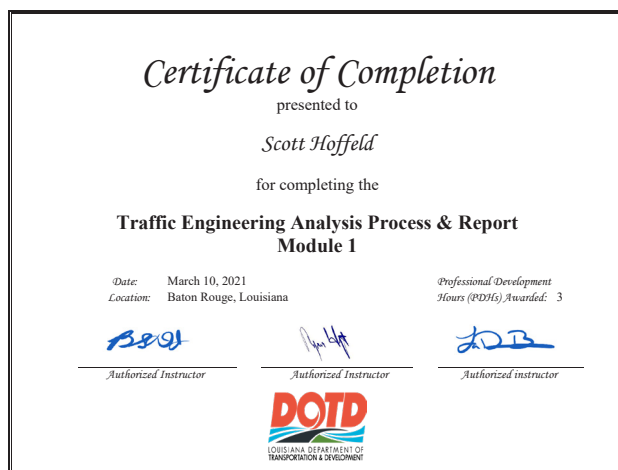 Certificate of Completion
presented to
Scott Hoffeld
for completing the
Traffic Engineering Analysis Process & Report
Module 1
Date: March 10, 2021
Location: Baton Rouge, Louisiana
Professional Development
Hours (PDHs) Awarded: 3
Authorized Instructor
Authorized Instructor
Authorized instructor
DOTD
LOUISIANA DEPARTMENT OF
TRANSPORTATION & DEVELOPMENT